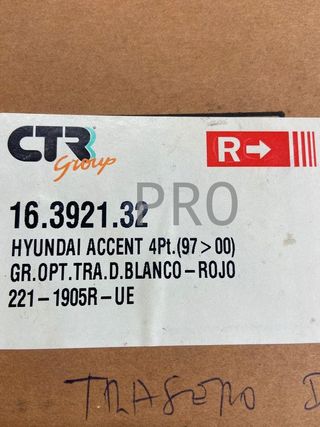 CTR
Group
R→
PRO
16.3921.32
HYUNDAI ACCENT 4Pt.(97>00)
GR.OPT.TRA.D.BLANCO-ROJO
221-1905R-UE
TRASERO D